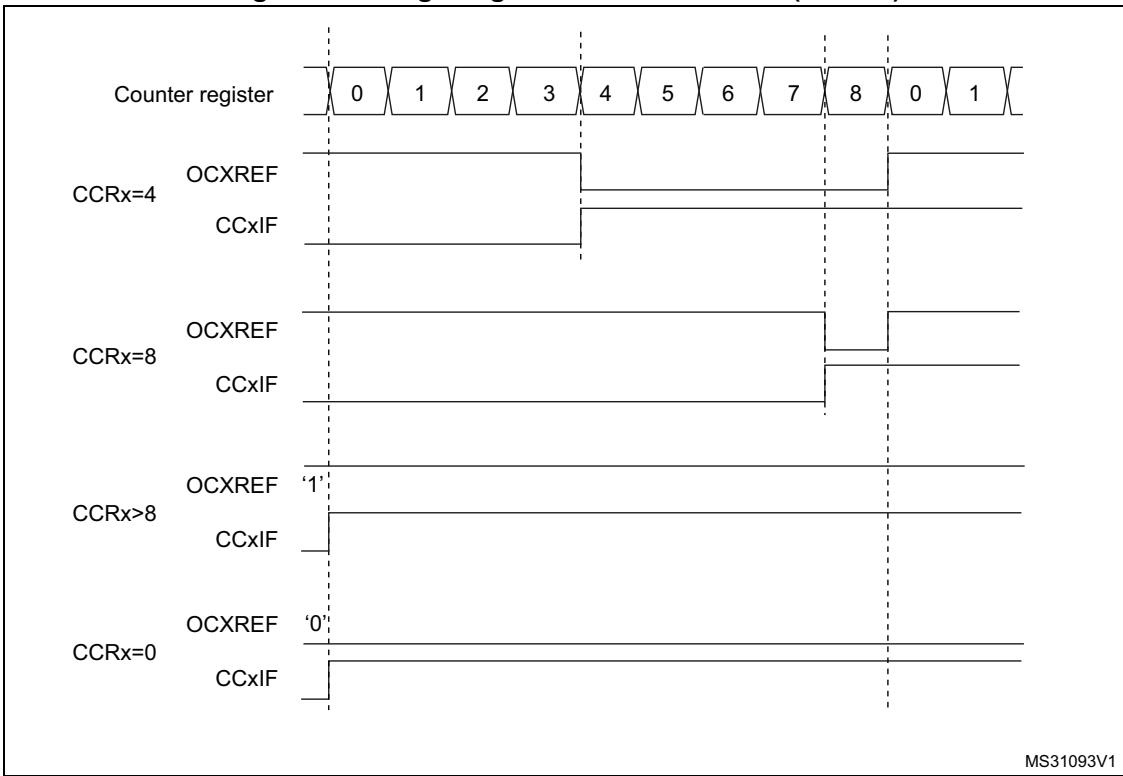 Counter register 0 1 2 3 4 5 6 7 8 0 1
OCXREF
CCRx=4
CCxIF
OCXREF
CCRx=8
CCxIF
OCXREF ‘1’
CCRx>8
CCxIF
OCXREF ‘0’
CCRx=0
CCxIF
MS31093V1